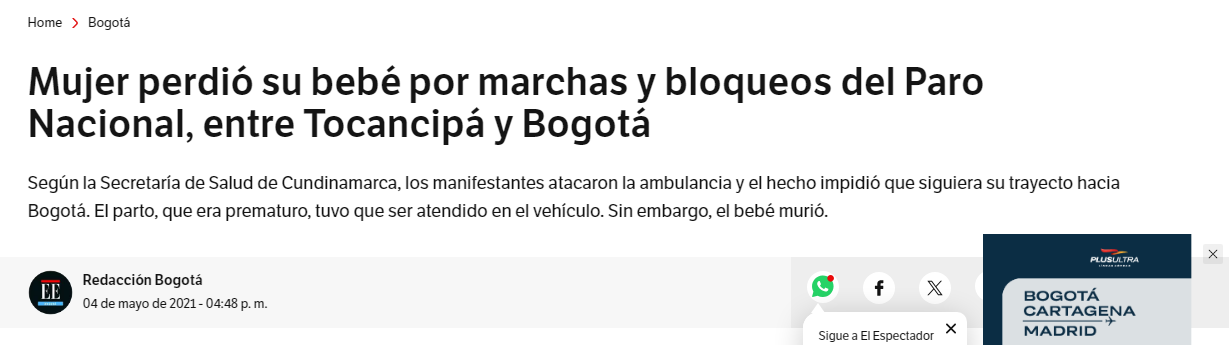 Home > Bogotá
Mujer perdió su bebé por marchas y bloqueos del Paro
Nacional, entre Tocancipá y Bogotá
Según la Secretaría de Salud de Cundinamarca, los manifestantes atacaron la ambulancia y el hecho impidió que siguiera su trayecto hacia
Bogotá. El parto, que era prematuro, tuvo que ser atendido en el vehículo. Sin embargo, el bebé murió.
EE
Redacción Bogotá
04 de mayo de 2021 - 04:48 p. m.
Sigue a El Espectador
PLUSULTRA
BOGOTÁ
CARTAGENA
MADRID